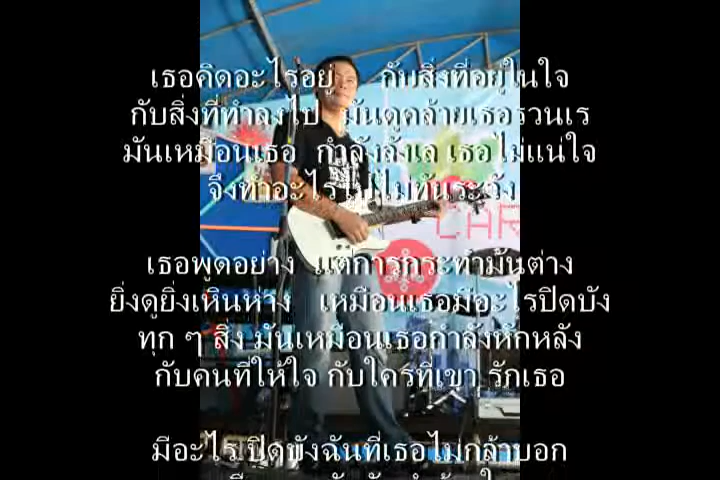 เธอคิดอะไรอยู่ กับสิ่งที่อยู่ในใจ
กับสิ่งที่ทำลงไป มันดูคล้ายเธอรวนเร
มันเหมือนเธอ กำลังลังเล เธอไม่แน่ใจ
จึงทำอะไรไปไม่ทันระวัง
เธอพูดอย่าง แต่การกระทำมันต่าง
ยิ่งดูยิ่งเหินห่าง เหมือนเธอมีอะไรปิดบัง
ทุก ๆ สิ่ง มันเหมือนเธอกำลังหักหลัง
กับคนที่ให้ใจ กับใครที่เขา รักเธอ
มีอะไร ปิดบังฉันที่เธอไม่กล้าบอก
CAR